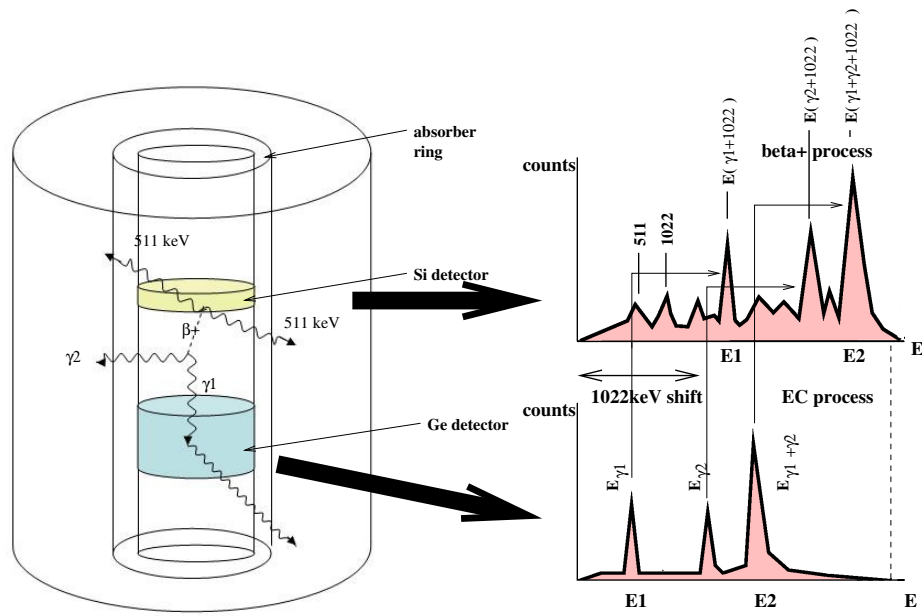 absorber
ring
511 keV
Si detector
β+
511 keV
γ2
γ1
Ge detector
counts
511
1022
E( γ1+1022 )
E( γ2+1022 )
E( γ1+γ2+1022 )
beta+ process
E1
E2
E
1022keV shift
counts
EC process
Eγ1
Eγ2
Eγ1 +γ2
E1
E2
E